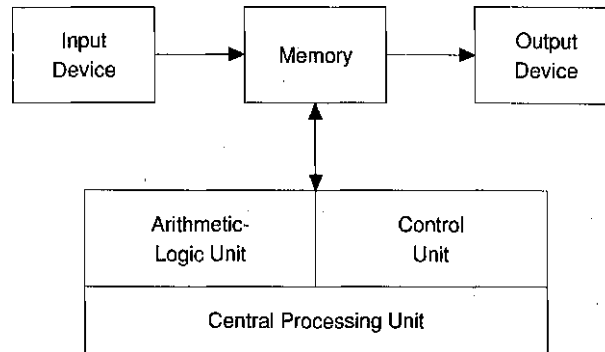 Input
Device
Memory
Output
Device
Arithmetic-
Logic Unit
Control
Unit
Central Processing Unit